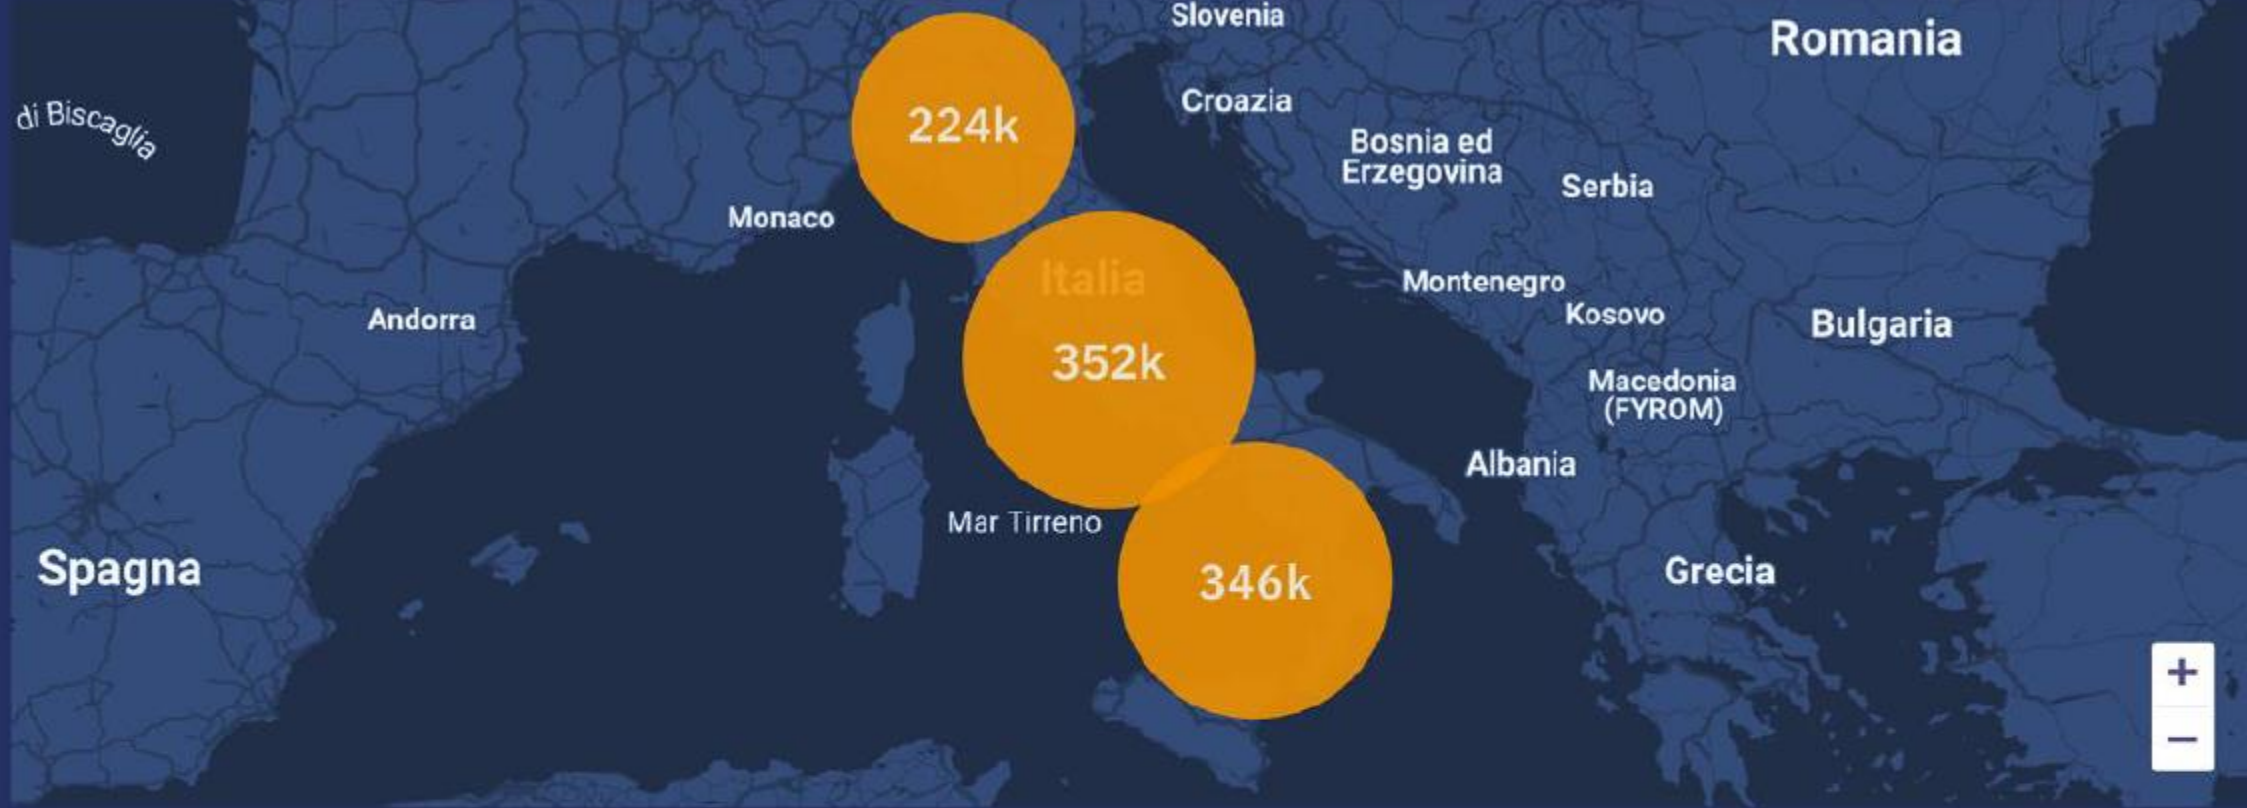 Slovenia
Romania
di Biscaglia
Croazia
224k
Bosnia ed
Erzegovina
Serbia
Monaco
Italia
Montenegro
Kosovo
Andorra
Bulgaria
352k
Macedonia
(FYROM)
Albania
Mar Tirreno
Spagna
346k
Grecia
+
−